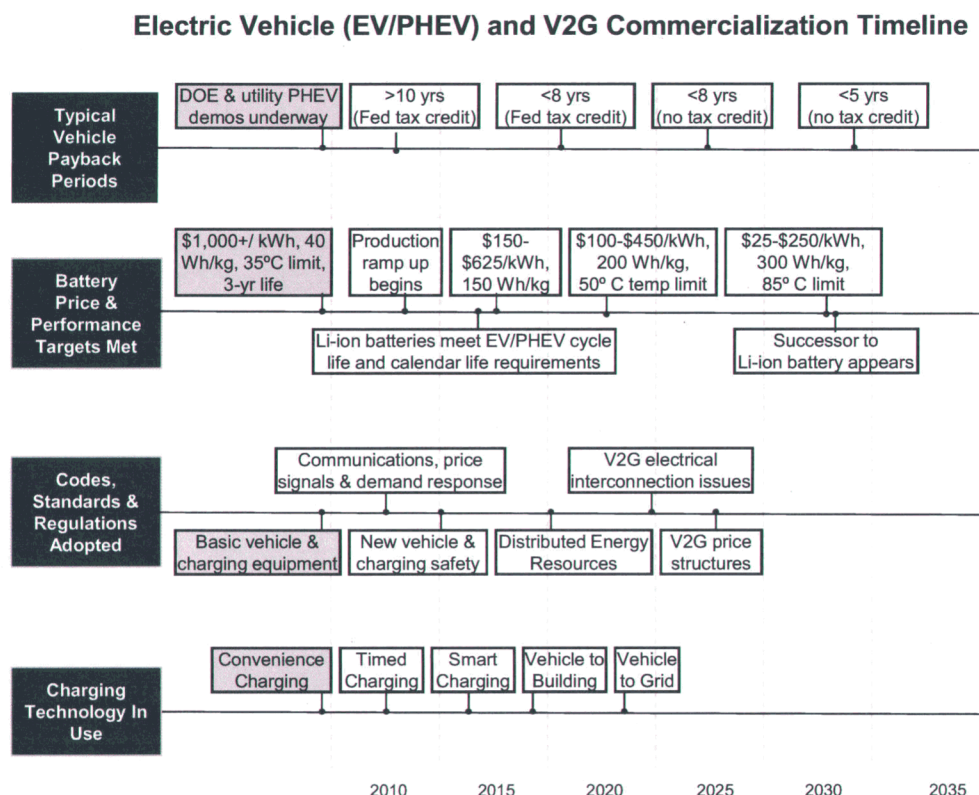 Electric Vehicle (EV/PHEV) and V2G Commercialization Timeline
Typical
Vehicle
Payback
Periods
DOE & utility PHEV
demos underway
>10 yrs
(Fed tax credit)
<8 yrs
(Fed tax credit)
<8 yrs
(no tax credit)
<5 yrs
(no tax credit)
Battery
Price &
Performance
Targets Met
$1,000+/ kWh, 40
Wh/kg, 35ºC limit,
3-yr life
Production
ramp up
begins
$150-
$625/kWh,
150 Wh/kg
$100-$450/kWh,
200 Wh/kg,
50º C temp limit
$25-$250/kWh,
300 Wh/kg,
85º C limit
Li-ion batteries meet EV/PHEV cycle
life and calendar life requirements
Successor to
Li-ion battery appears
Codes,
Standards &
Regulations
Adopted
Communications, price
signals & demand response
V2G electrical
interconnection issues
Basic vehicle &
charging equipment
New vehicle &
charging safety
Distributed Energy
Resources
V2G price
structures
Charging
Technology In
Use
Convenience
Charging
Timed
Charging
Smart
Charging
Vehicle to
Building
Vehicle
to Grid
2010 2015 2020 2025 2030 2035